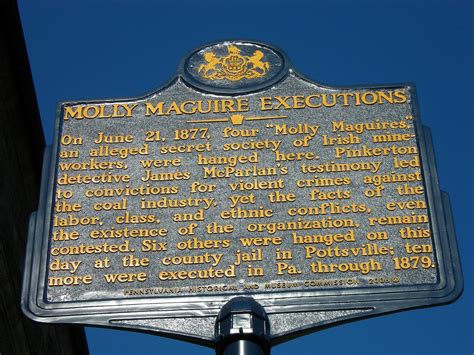 MOLLY MAGUIRE EXECUTIONS
On June 21, 1877, four "Molly Maguires,"
an alleged secret society of Irish mine
workers, were hanged here. Pinkerton
detective James McParlan's testimony led
to convictions for violent crimes against
the coal industry, yet the facts of the
labor, class, and ethnic conflicts, even
the existence of the organization, remain
contested. Six others were hanged on this
day at the county jail in Pottsville; ten
more were executed in Pa. through 1879.
PENNSYLVANIA HISTORICAL AND MUSEUM COMMISSION